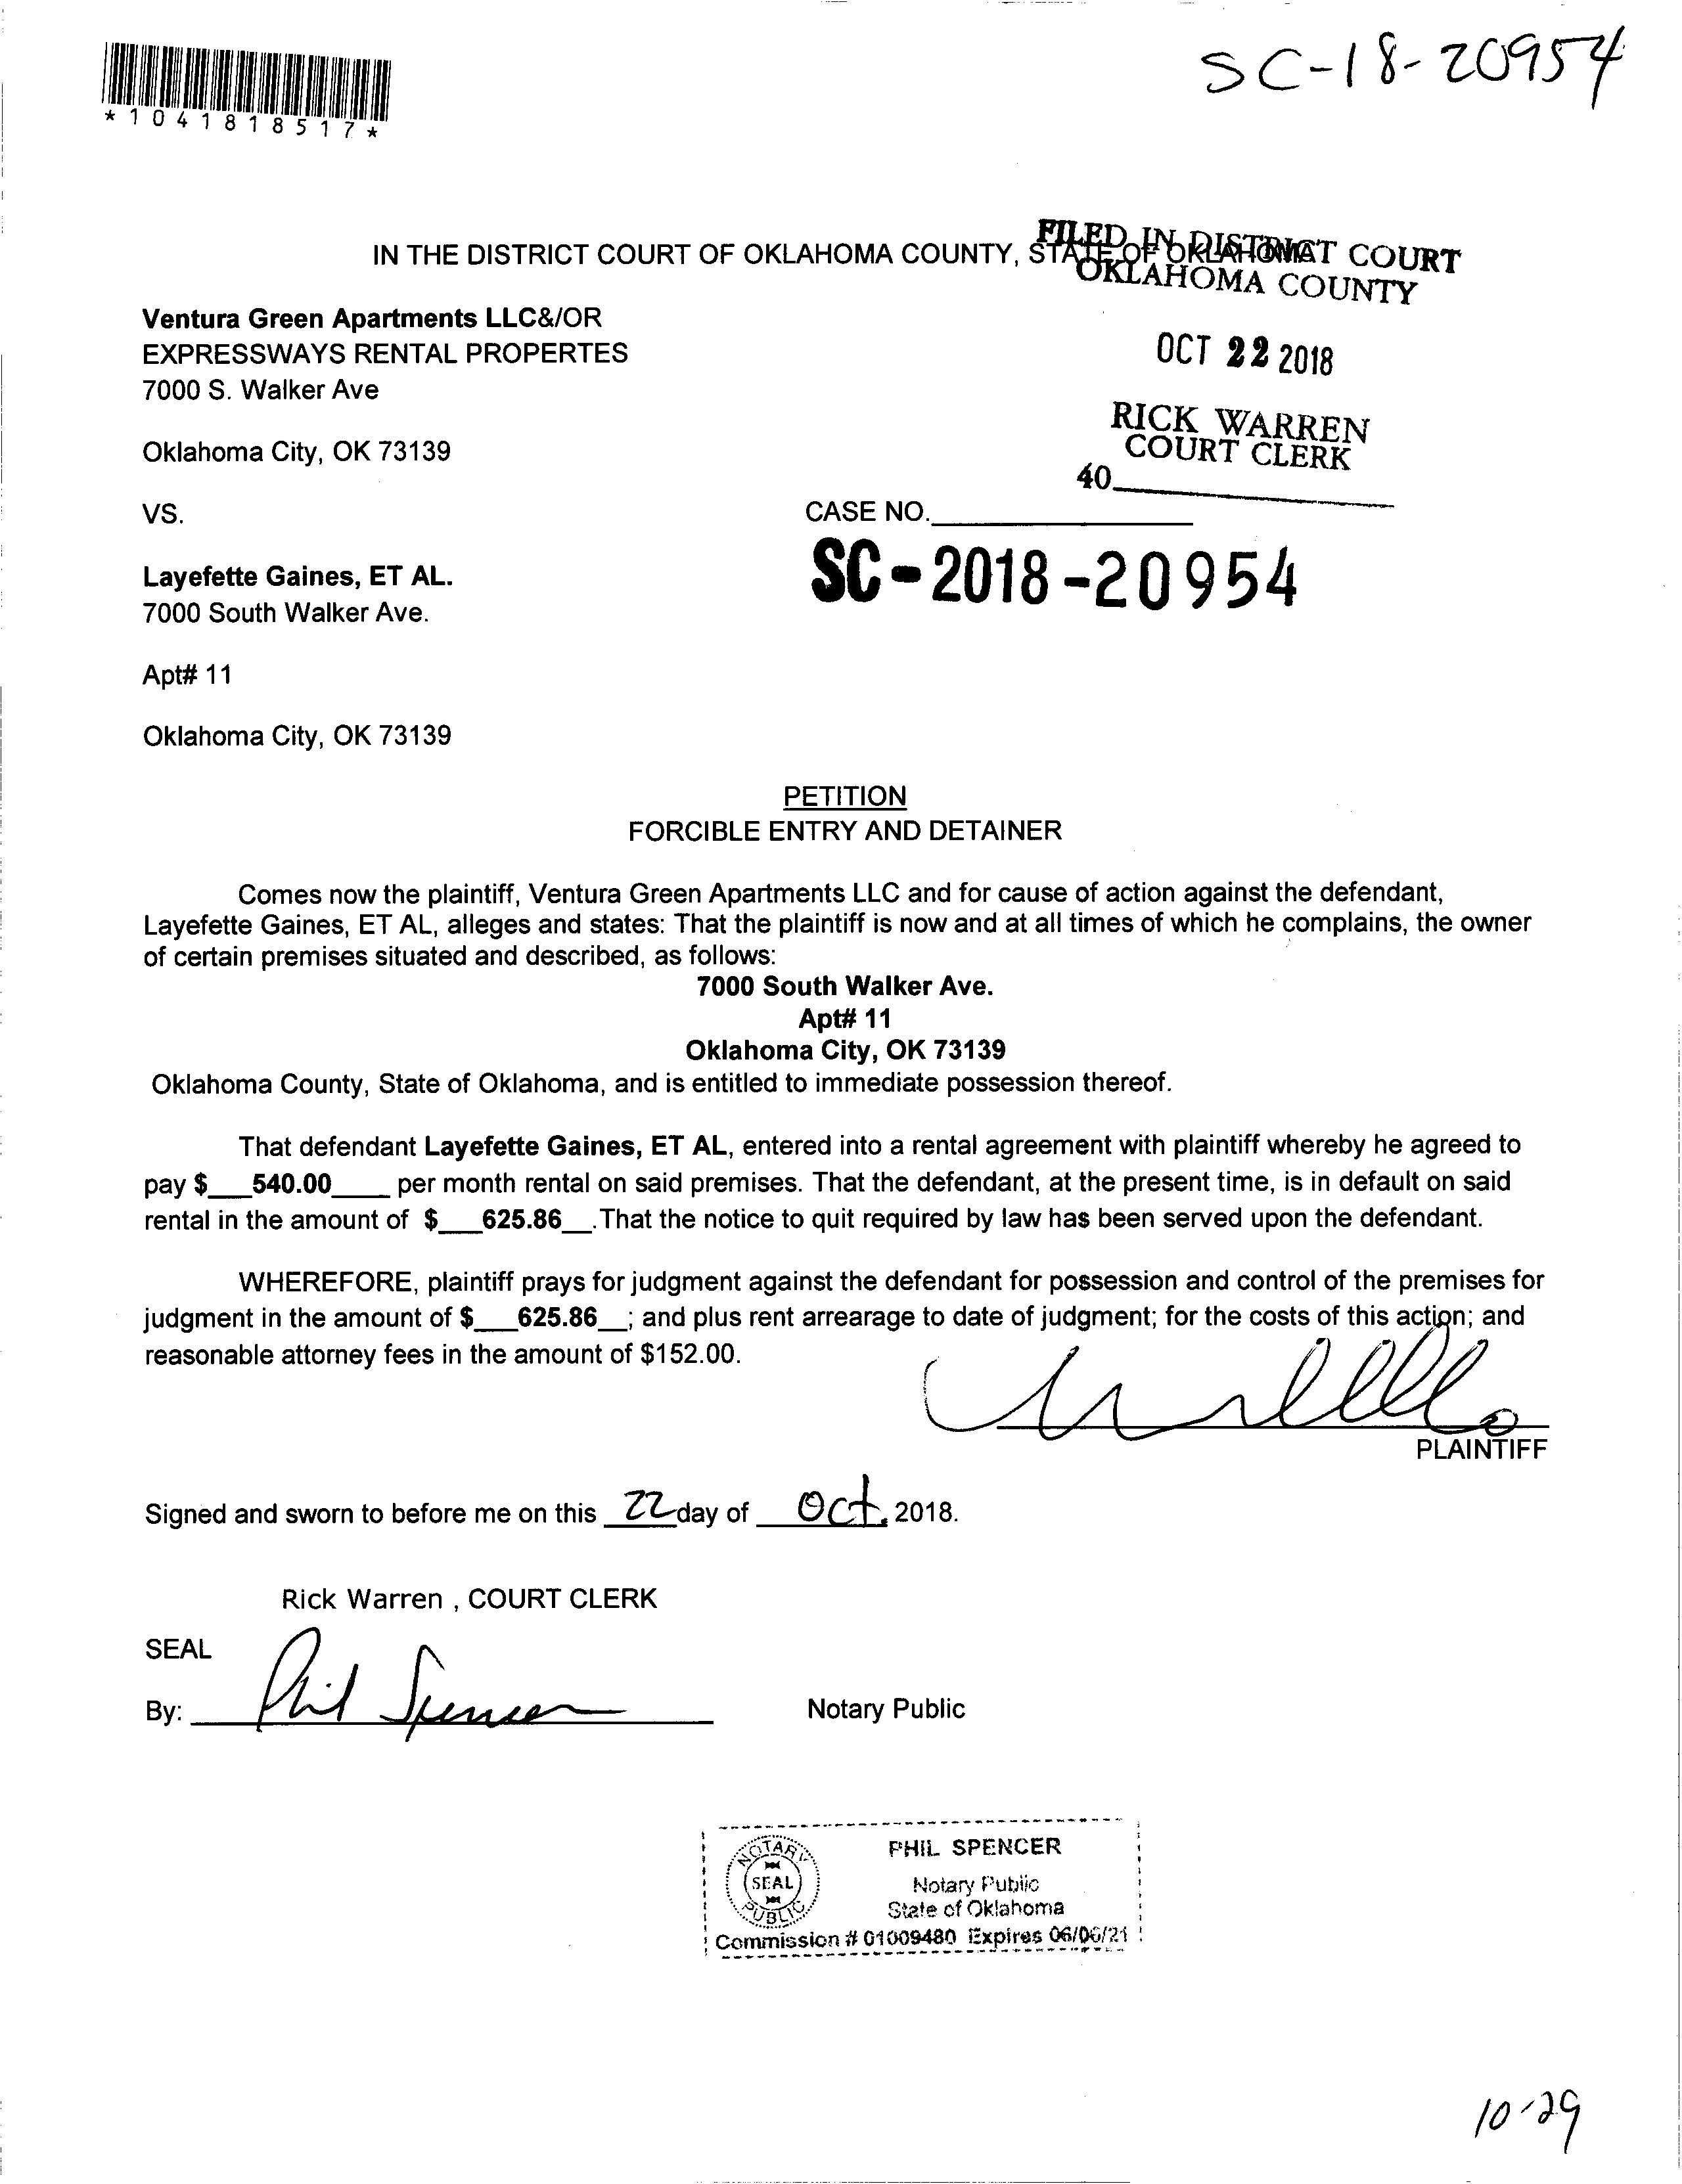 SC-18-20954
*1041818517*
IN THE DISTRICT COURT OF OKLAHOMA COUNTY, STATE OF OKLAHOMA
FILED IN DISTRICT COURT
OKLAHOMA COUNTY
OCT 22 2018
RICK WARREN
COURT CLERK
40
Ventura Green Apartments LLC&/OR
EXPRESSWAYS RENTAL PROPERTES
7000 S. Walker Ave
Oklahoma City, OK 73139
VS.
CASE NO.
SC-2018-20954
Layefette Gaines, ET AL.
7000 South Walker Ave.
Apt# 11
Oklahoma City, OK 73139
PETITION
FORCIBLE ENTRY AND DETAINER
Comes now the plaintiff, Ventura Green Apartments LLC and for cause of action against the defendant,
Layefette Gaines, ET AL, alleges and states: That the plaintiff is now and at all times of which he complains, the owner
of certain premises situated and described, as follows:
7000 South Walker Ave.
Apt# 11
Oklahoma City, OK 73139
Oklahoma County, State of Oklahoma, and is entitled to immediate possession thereof.
That defendant Layefette Gaines, ET AL, entered into a rental agreement with plaintiff whereby he agreed to
pay $___540.00____ per month rental on said premises. That the defendant, at the present time, is in default on said
rental in the amount of $___625.86__.That the notice to quit required by law has been served upon the defendant.
WHEREFORE, plaintiff prays for judgment against the defendant for possession and control of the premises for
judgment in the amount of $___625.86__; and plus rent arrearage to date of judgment; for the costs of this action; and
reasonable attorney fees in the amount of $152.00.
PLAINTIFF
Signed and sworn to before me on this 22 day of Oct. 2018.
Rick Warren , COURT CLERK
SEAL
By: Phil Spencer
Notary Public
NOTARY
SEAL
PUBLIC
PHIL SPENCER
Notary Public
State of Oklahoma
Commission # 01009480 Expires 06/06/21
10-29